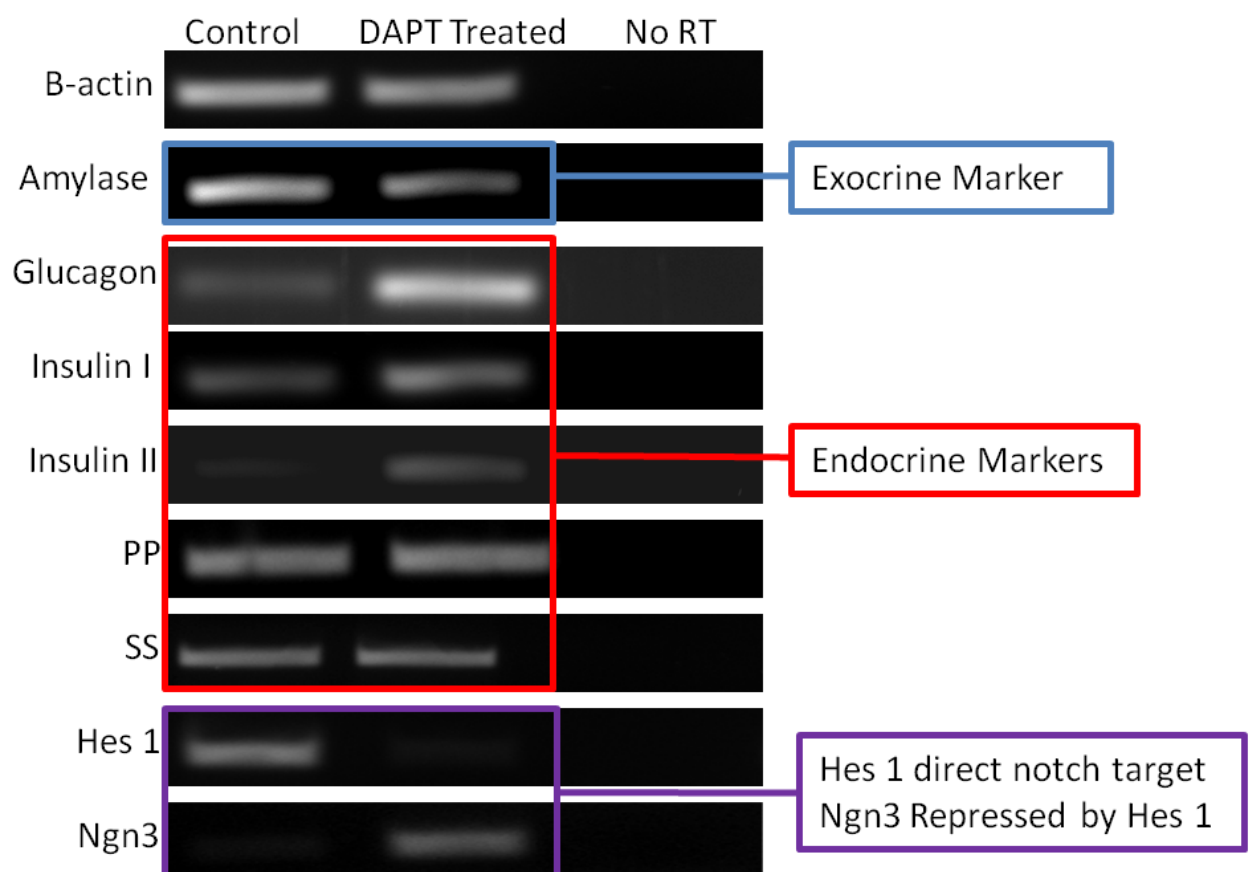 Control DAPT Treated No RT
B-actin
Amylase
Exocrine Marker
Glucagon
Insulin I
Insulin II
Endocrine Markers
PP
SS
Hes 1
Hes 1 direct notch target
Ngn3 Repressed by Hes 1
Ngn3